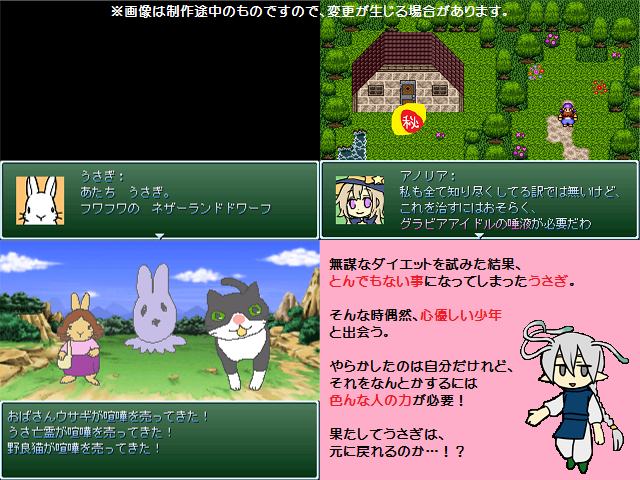 ※画像は制作途中のものですので、変更が生じる場合があります。
うさぎ：
あたち　うさぎ。
フワフワの　ネザーランドドワーフ
㊙
アノリア：
私も全て知り尽くしてる訳では無いけど、
これを治すにはおそらく、
グラビアアイドルの唾液が必要だわ
おばさんウサギが喧嘩を売ってきた！
うさ亡霊が喧嘩を売ってきた！
野良猫が喧嘩を売ってきた！
無謀なダイエットを試みた結果、
とんでもない事になってしまったうさぎ。
そんな時偶然、心優しい少年
と出会う。
やらかしたのは自分だけれど、
それをなんとかするには
色んな人の力が必要！
果たしてうさぎは、
元に戻れるのか…！？